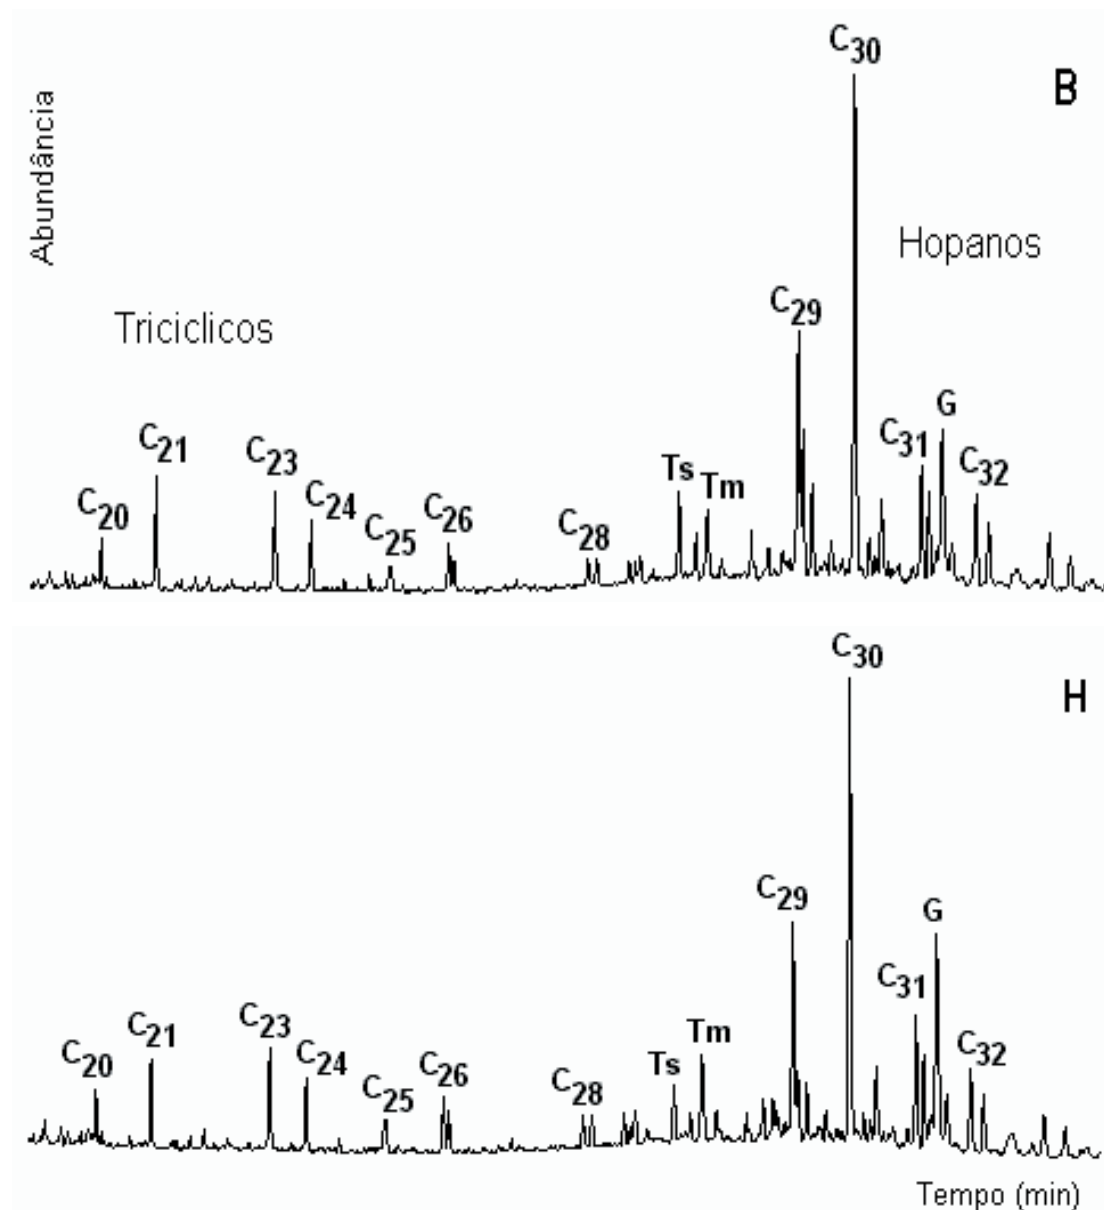 C30
B
Abundância
Hopanos
C29
Triciclicos
G
C21
C23
C31
C32
Ts
Tm
C20
C24
C25
C26
C28
C30
H
C29
G
C31
C23
C21
Tm
C32
C20
C24
Ts
C26
C25
C28
Tempo (min)